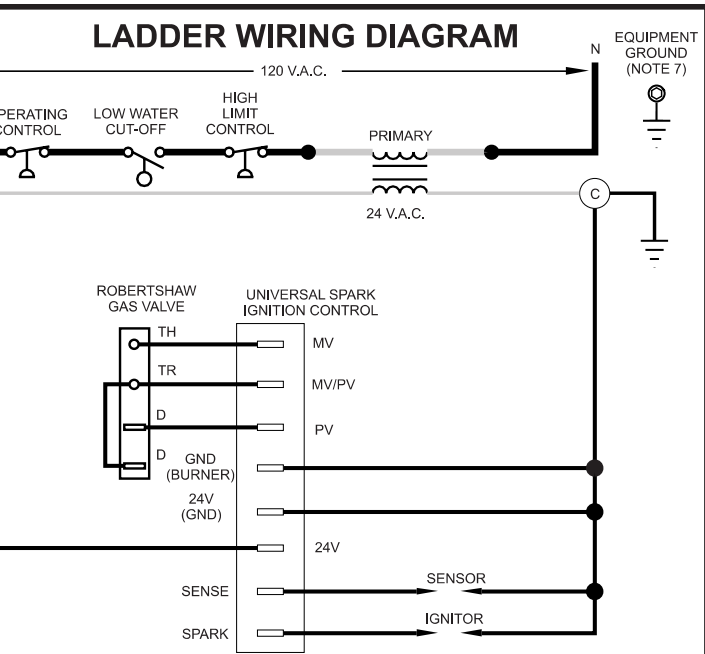 LADDER WIRING DIAGRAM
N
EQUIPMENT
GROUND
(NOTE 7)
120 V.A.C.
PERATING
CONTROL
LOW WATER
CUT-OFF
HIGH
LIMIT
CONTROL
PRIMARY
24 V.A.C.
C
ROBERTSHAW
GAS VALVE
UNIVERSAL SPARK
IGNITION CONTROL
TH
MV
TR
MV/PV
D
PV
D
GND
(BURNER)
24V
(GND)
24V
SENSE
SENSOR
SPARK
IGNITOR